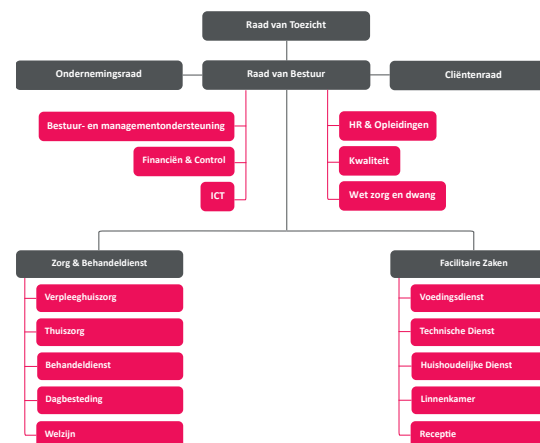 Raad van Toezicht
Ondernemingsraad
Raad van Bestuur
Cliëntenraad
Bestuur- en managementondersteuning
HR & Opleidingen
Financiën & Control
Kwaliteit
ICT
Wet zorg en dwang
Zorg & Behandeldienst
Facilitaire Zaken
Verpleeghuiszorg
Voedingsdienst
Thuiszorg
Technische Dienst
Behandeldienst
Huishoudelijke Dienst
Dagbesteding
Linnenkamer
Welzijn
Receptie